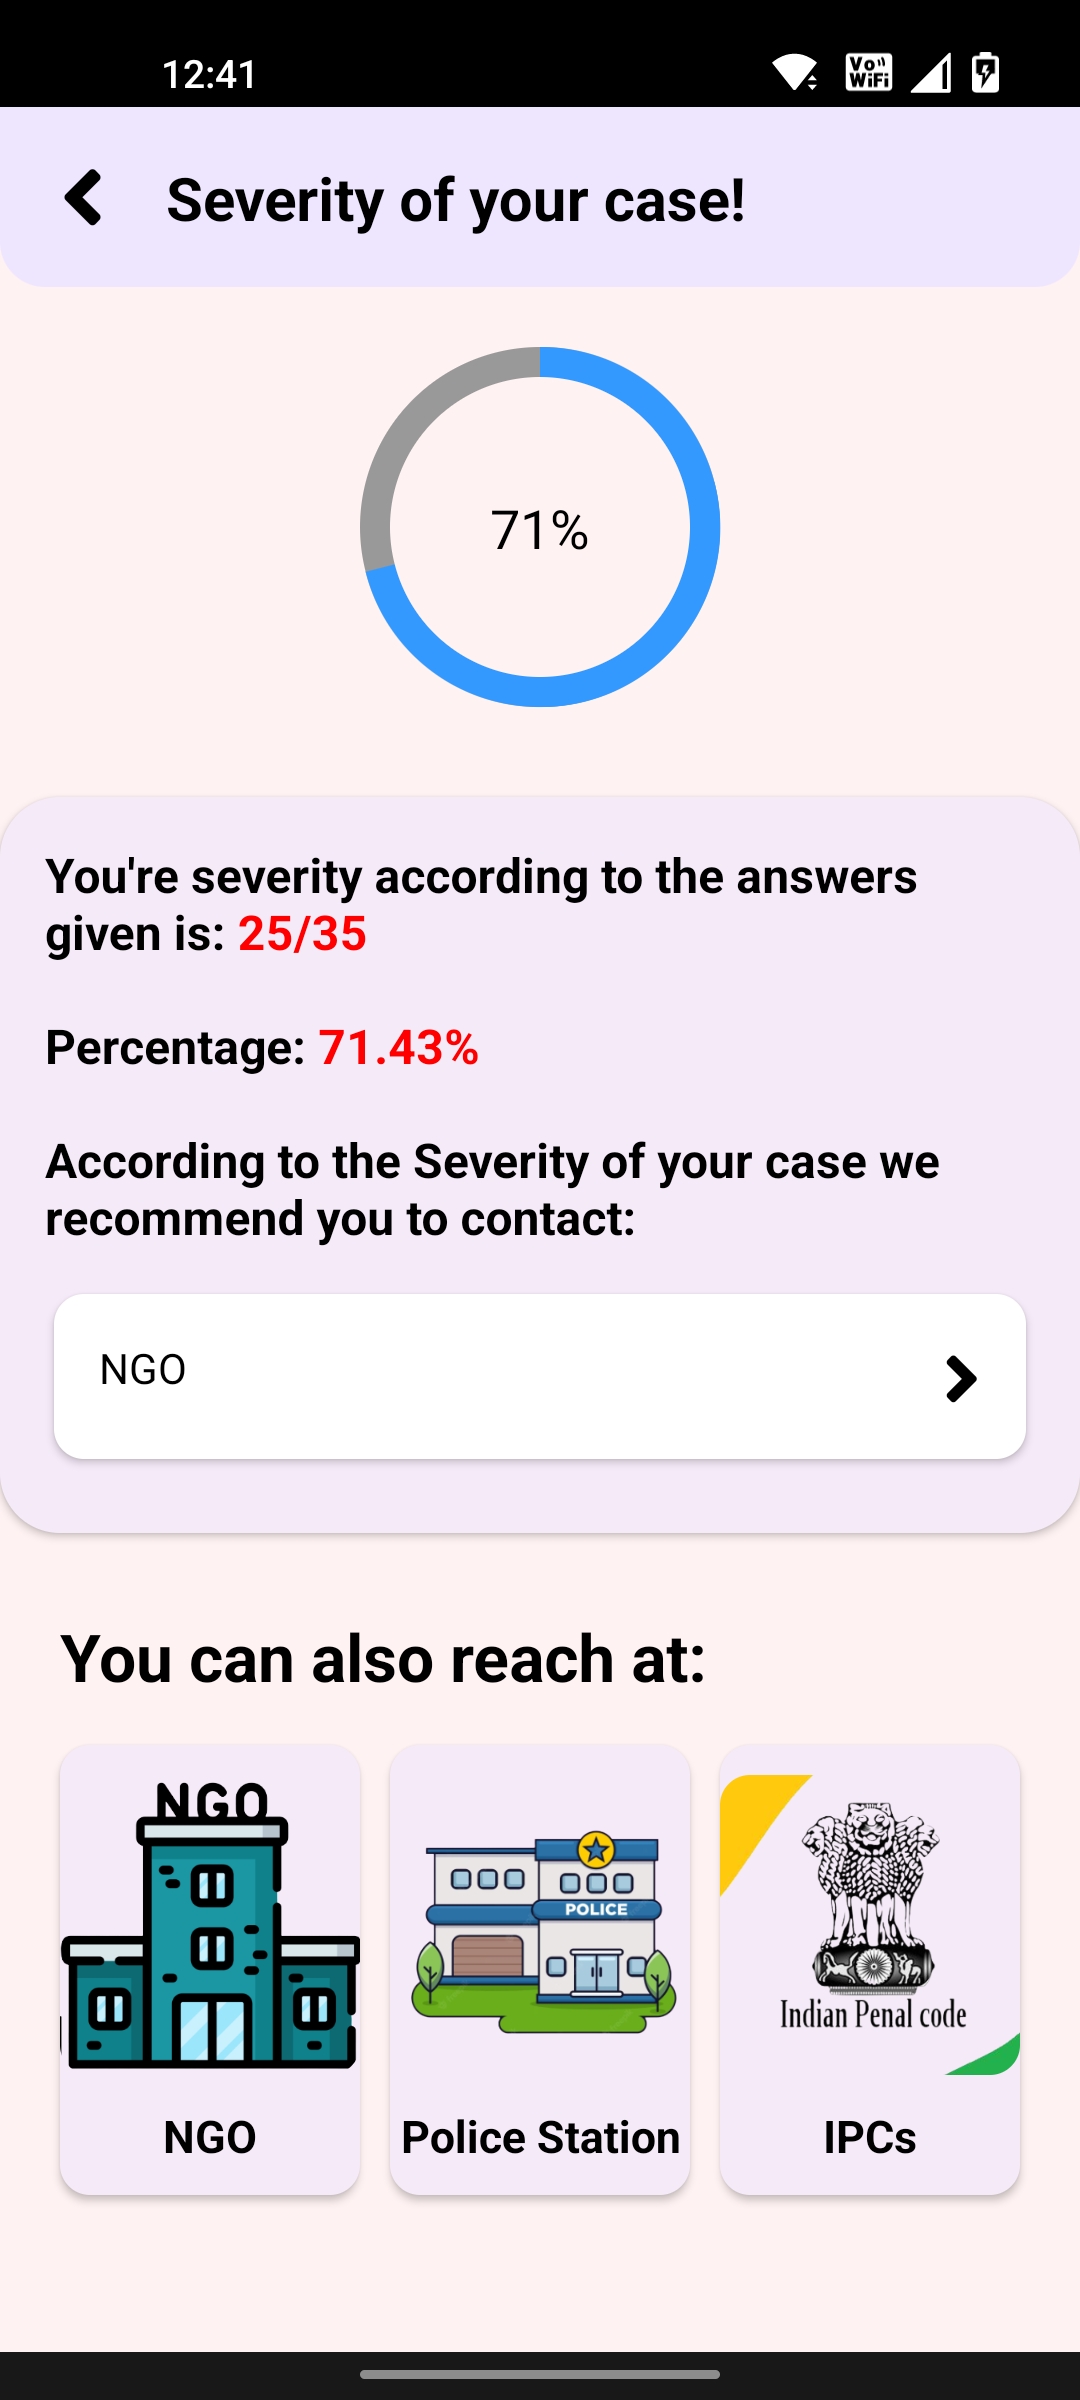 12:41
Vo WiFi
Severity of your case!
71%
You're severity according to the answers
given is: 25/35
Percentage: 71.43%
According to the Severity of your case we
recommend you to contact:
NGO
You can also reach at:
NGO
POLICE
Indian Penal code
NGO
Police Station
IPCs